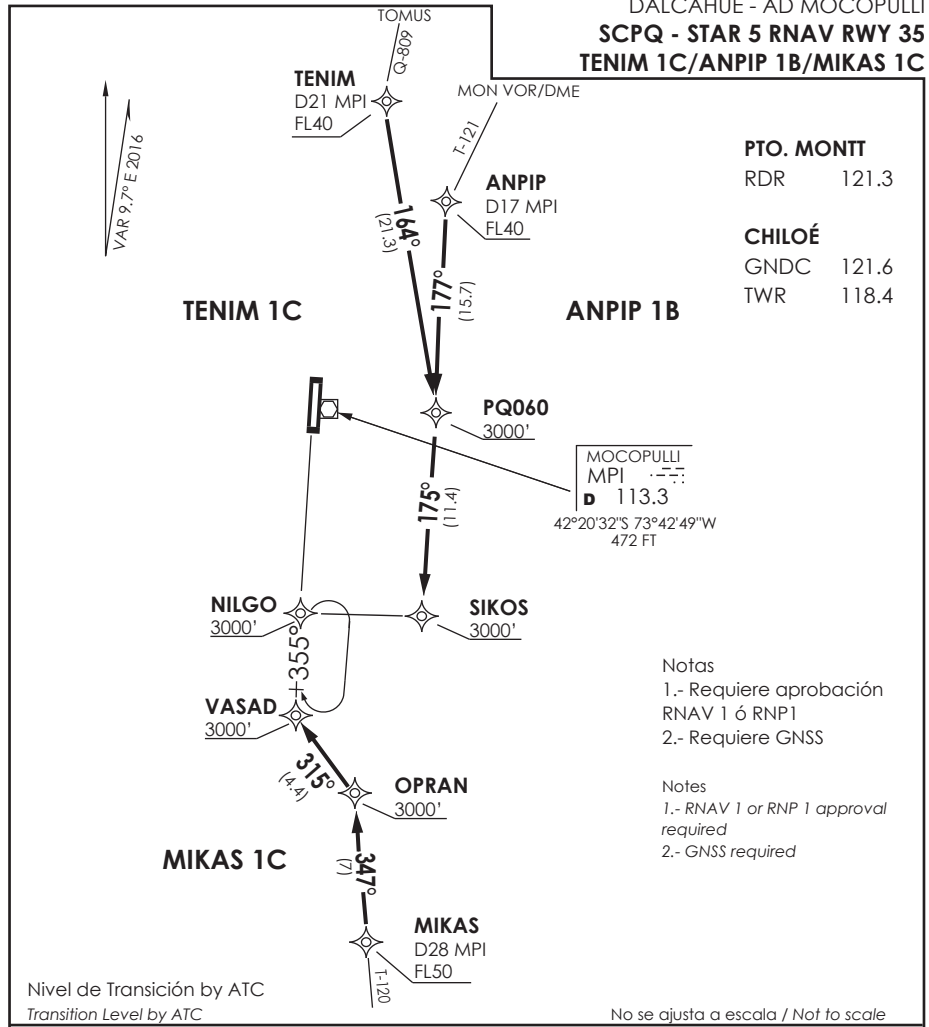 DALCAHUE - AD MOCOPULLI
SCPQ - STAR 5 RNAV RWY 35
TENIM 1C/ANPIP 1B/MIKAS 1C
TOMUS
Q-809
TENIM
D21 MPI
FL40
MON VOR/DME
T-121
ANPIP
D17 MPI
FL40
VAR 9.7° E 2016
PTO. MONTT
RDR 121.3
CHILOÉ
GNDC 121.6
TWR 118.4
164°
(21.3)
177°
(15.7)
TENIM 1C
ANPIP 1B
PQ060
3000'
MOCOPULLI
MPI
D 113.3
42°20'32"S 73°42'49"W
472 FT
175°
(11.4)
NILGO
3000'
SIKOS
3000'
355°
VASAD
3000'
315°
(4.4)
OPRAN
3000'
MIKAS 1C
347°
(7)
MIKAS
D28 MPI
FL50
T-120
Notas
1.- Requiere aprobación
RNAV 1 ó RNP1
2.- Requiere GNSS
Notes
1.- RNAV 1 or RNP 1 approval
required
2.- GNSS required
Nivel de Transición by ATC
Transition Level by ATC
No se ajusta a escala / Not to scale